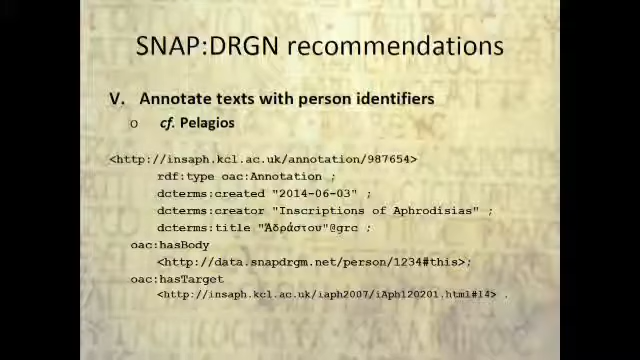 SNAP:DRGN recommendations
V. Annotate texts with person identifiers
o cf. Pelagios
<http://insaph.kcl.ac.uk/annotation/987654>
rdf:type oac:Annotation ;
dcterms:created "2014-06-03" ;
dcterms:creator "Inscriptions of Aphrodisias" ;
dcterms:title "Ἀδράστου"@grc ;
oac:hasBody
<http://data.snapdrgm.net/person/1234#this>;
oac:hasTarget
<http://insaph.kcl.ac.uk/iaph2007/iAph120201.html#l4> .